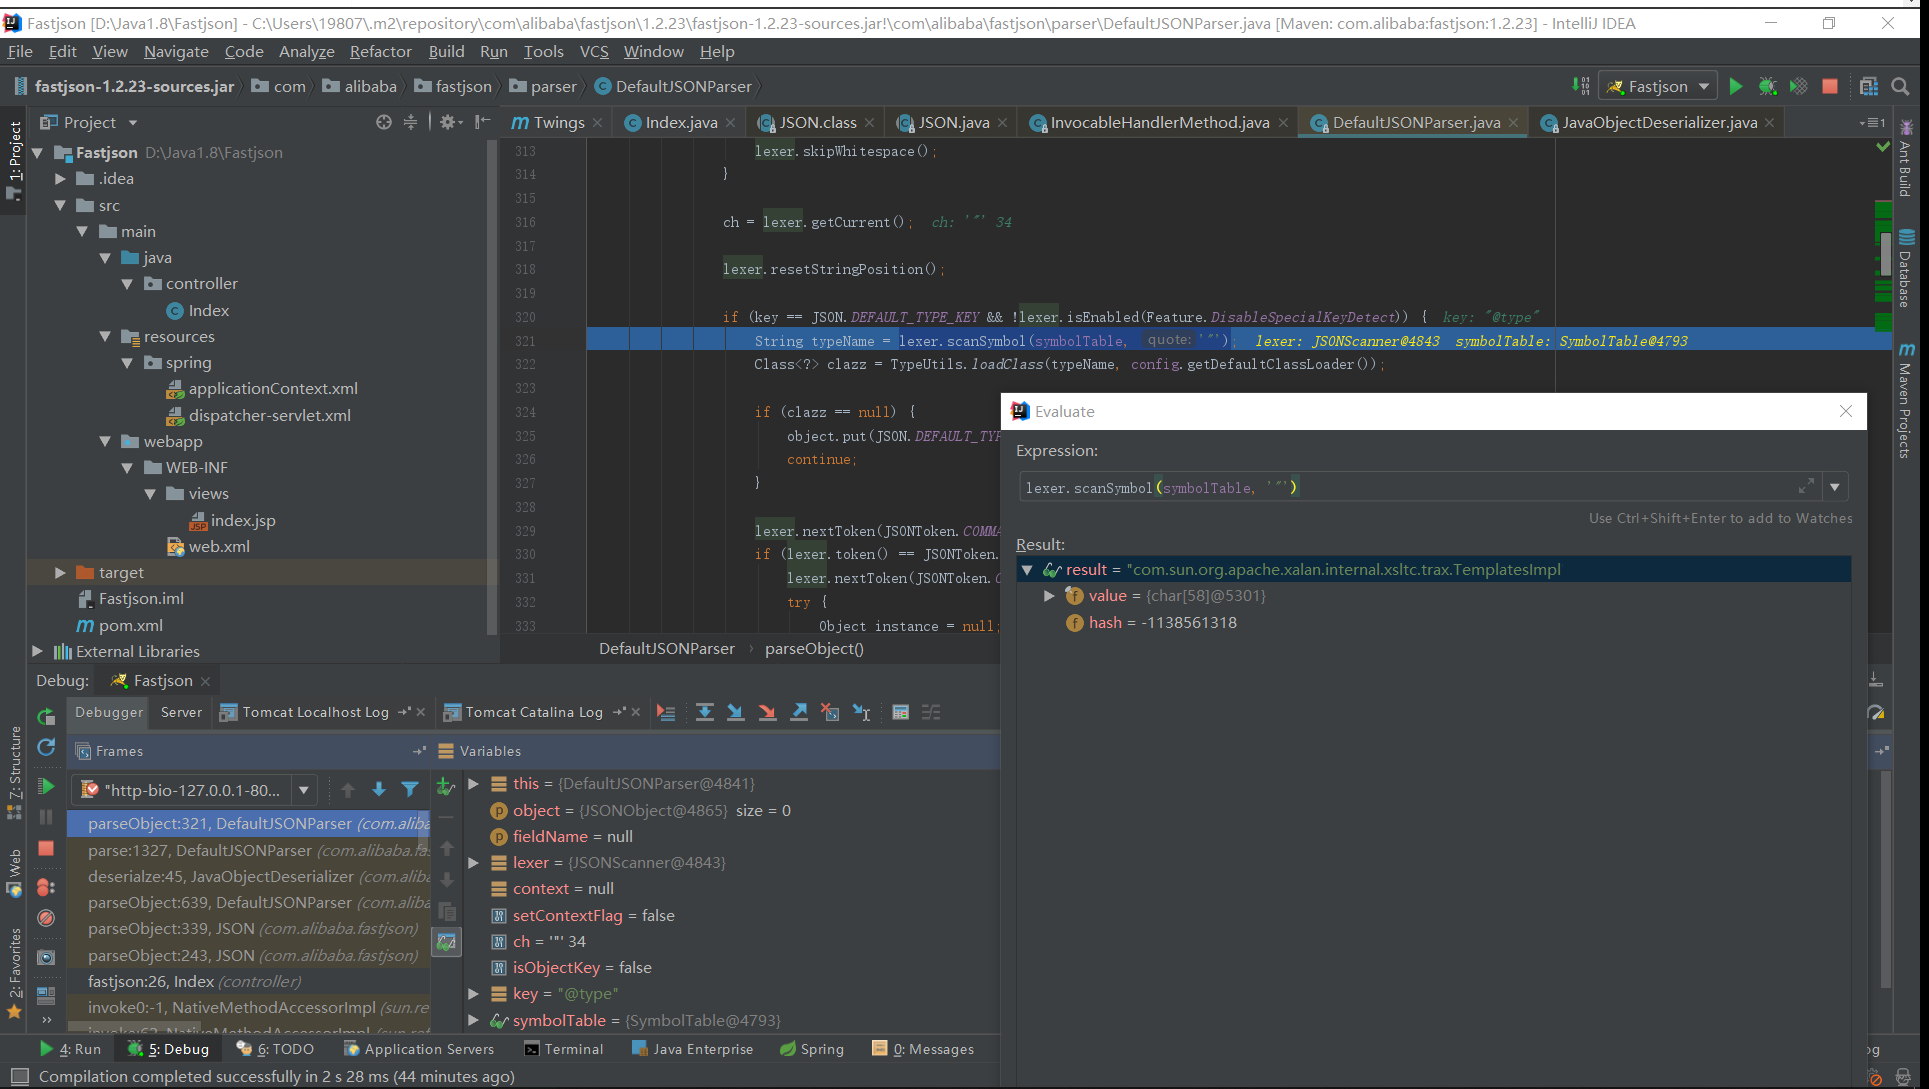 Fastjson [D:\Java1.8\Fastjson] - C:\Users\19807\.m2\repository\com\alibaba\fastjson\1.2.23\fastjson-1.2.23-sources.jar!\com\alibaba\fastjson\parser\DefaultJSONParser.java [Maven: com.alibaba:fastjson:1.2.23] - IntelliJ IDEA
File Edit View Navigate Code Analyze Refactor Build Run Tools VCS Window Help
fastjson-1.2.23-sources.jar com alibaba fastjson parser DefaultJSONParser
Fastjson
1: Project
Project
Twings Index.java JSON.class JSON.java InvocableHandlerMethod.java DefaultJSONParser.java JavaObjectDeserializer.java
1
Fastjson D:\Java1.8\Fastjson
.idea
src
main
java
controller
Index
resources
spring
applicationContext.xml
dispatcher-servlet.xml
webapp
WEB-INF
views
index.jsp
web.xml
target
Fastjson.iml
pom.xml
External Libraries
313 lexer.skipWhitespace();
314 }
315
316 ch = lexer.getCurrent(); ch: '"' 34
317
318 lexer.resetStringPosition();
319
320 if (key == JSON.DEFAULT_TYPE_KEY && !lexer.isEnabled(Feature.DisableSpecialKeyDetect)) { key: "@type"
321 String typeName = lexer.scanSymbol(symbolTable, quote: '"'); lexer: JSONScanner@4843 symbolTable: SymbolTable@4793
322 Class<?> clazz = TypeUtils.loadClass(typeName, config.getDefaultClassLoader());
323
324 if (clazz == null) {
325 object.put(JSON.DEFAULT_TYP
326 continue;
327 }
328
329 lexer.nextToken(JSONToken.COMMA
330 if (lexer.token() == JSONToken.
331 lexer.nextToken(JSONToken.
332 try {
333 Object instance = null;
DefaultJSONParser parseObject()
Ant Build
Database
Maven Projects
Evaluate
Expression:
lexer.scanSymbol(symbolTable, '"')
Use Ctrl+Shift+Enter to add to Watches
Result:
result = "com.sun.org.apache.xalan.internal.xsltc.trax.TemplatesImpl
value = {char[58]@5301}
hash = -1138561318
Debug: Fastjson
Debugger Server Tomcat Localhost Log Tomcat Catalina Log
Frames
Variables
"http-bio-127.0.0.1-80...
parseObject:321, DefaultJSONParser (com.aliba
parse:1327, DefaultJSONParser (com.alibaba.fas
deserialze:45, JavaObjectDeserializer (com.alib
parseObject:639, DefaultJSONParser (com.alib
parseObject:339, JSON (com.alibaba.fastjson)
parseObject:243, JSON (com.alibaba.fastjson)
fastjson:26, Index (controller)
invoke0:-1, NativeMethodAccessorImpl (sun.re
invoke:62, NativeMethodAccessorImpl (sun.ref
this = {DefaultJSONParser@4841}
object = {JSONObject@4865} size = 0
fieldName = null
lexer = {JSONScanner@4843}
context = null
setContextFlag = false
ch = '"' 34
isObjectKey = false
key = "@type"
symbolTable = {SymbolTable@4793}
7: Structure
Web
2: Favorites
4: Run 5: Debug 6: TODO Application Servers Terminal Java Enterprise Spring 0: Messages
og
Compilation completed successfully in 2 s 28 ms (44 minutes ago)